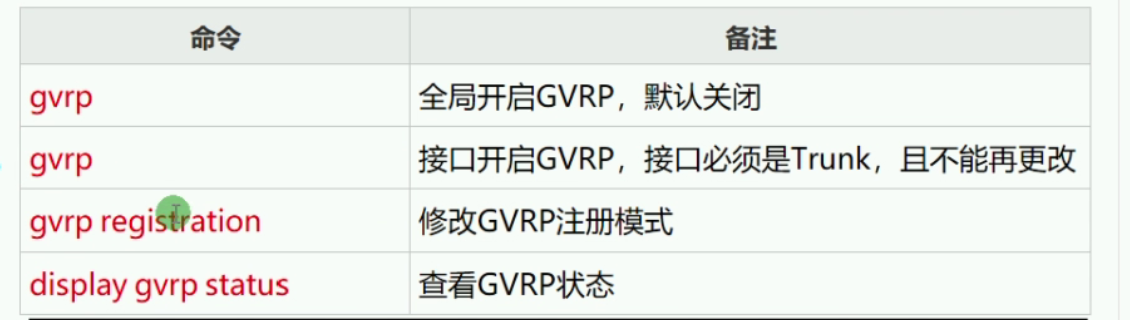 命令 备注
gvrp 全局开启GVRP，默认关闭
gvrp 接口开启GVRP，接口必须是Trunk，且不能再更改
gvrp registration 修改GVRP注册模式
display gvrp status 查看GVRP状态